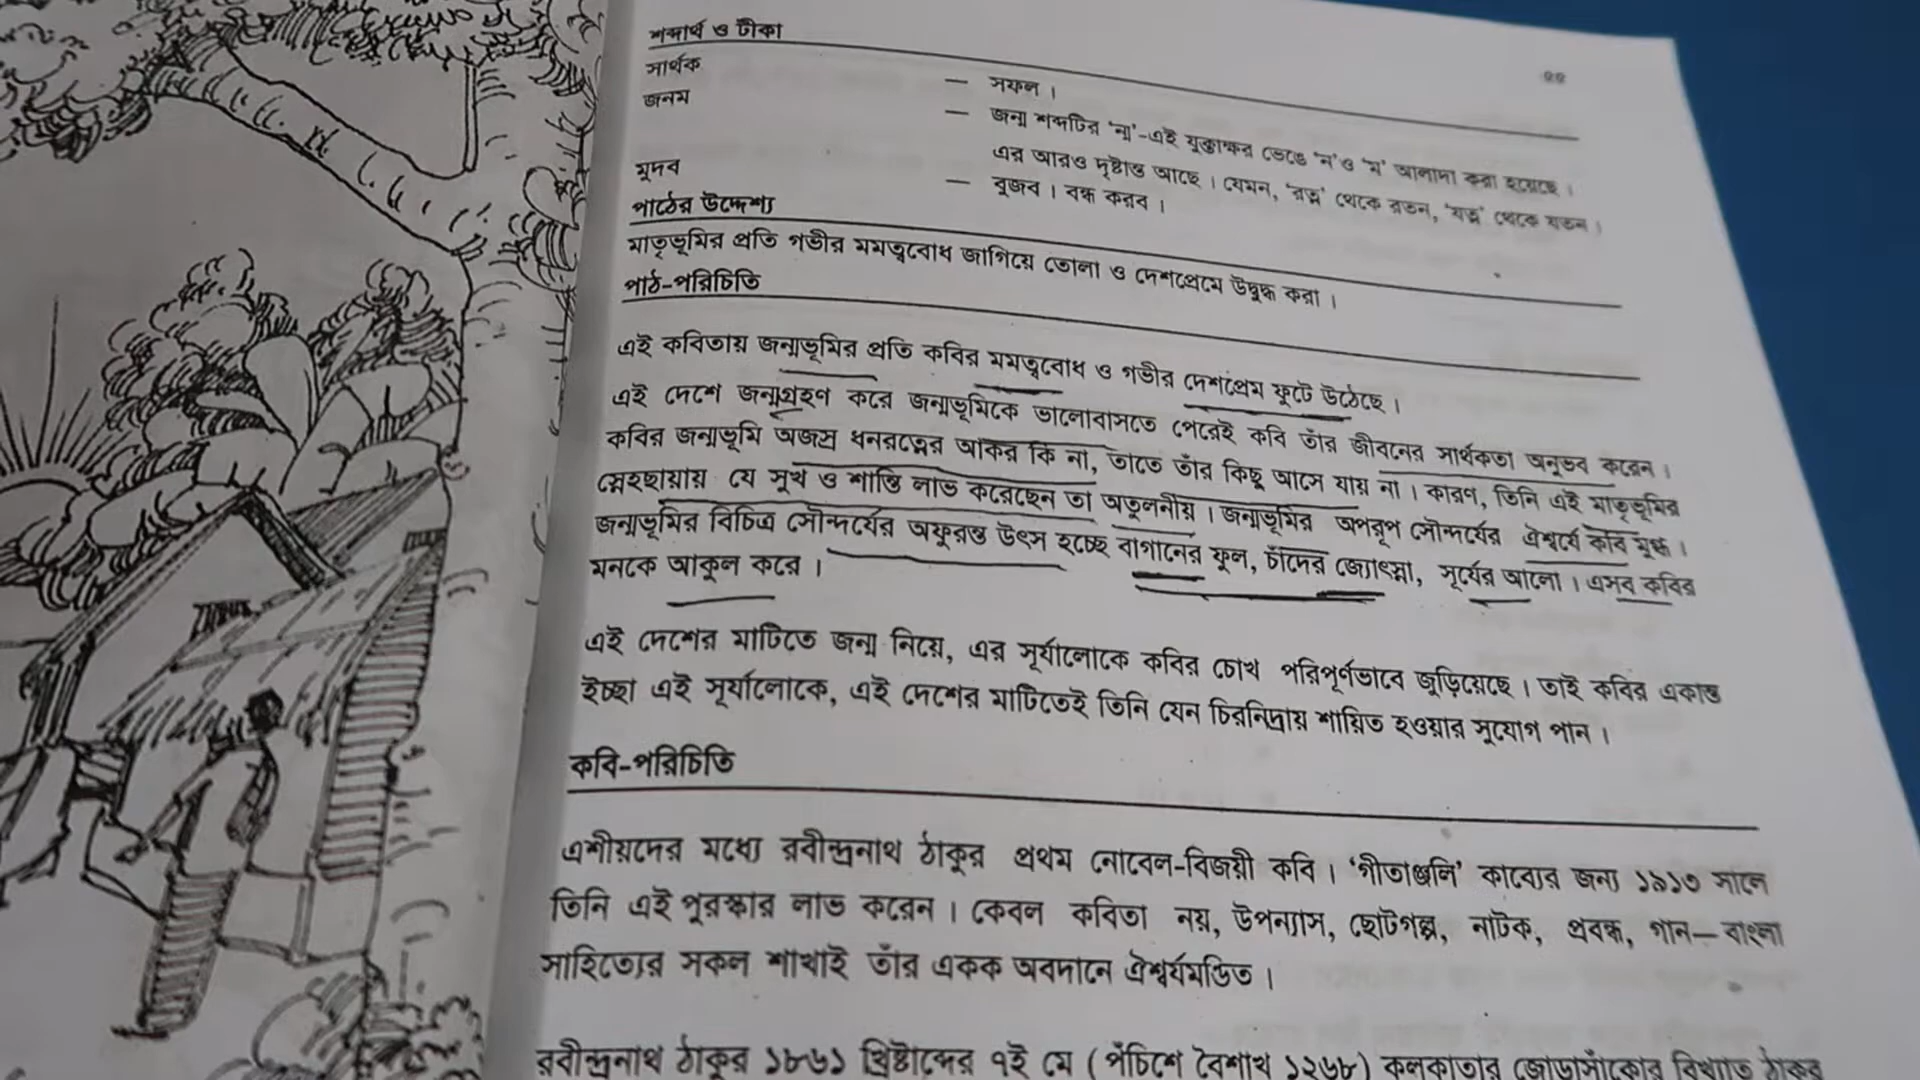 শব্দার্থ ও টীকা
সার্থক — সফল।
জনম — জন্ম শব্দটির 'ন্ম'-এই যুক্তাক্ষর ভেঙে 'ন'ও 'ম' আলাদা করা হয়েছে।
এর আরও দৃষ্টান্ত আছে। যেমন, 'রত্ন' থেকে রতন, 'যত্ন' থেকে যতন।
মুদব — বুজব। বন্ধ করব।
পাঠের উদ্দেশ্য
মাতৃভূমির প্রতি গভীর মমত্ববোধ জাগিয়ে তোলা ও দেশপ্রেমে উদ্বুদ্ধ করা।
পাঠ-পরিচিতি
এই কবিতায় জন্মভূমির প্রতি কবির মমত্ববোধ ও গভীর দেশপ্রেম ফুটে উঠেছে।
এই দেশে জন্মগ্রহণ করে জন্মভূমিকে ভালোবাসতে পেরেই কবি তাঁর জীবনের সার্থকতা অনুভব করেন।
কবির জন্মভূমি অজস্র ধনরত্নের আকর কি না, তাতে তাঁর কিছু আসে যায় না। কারণ, তিনি এই মাতৃভূমির
স্নেহছায়ায় যে সুখ ও শান্তি লাভ করেছেন তা অতুলনীয়। জন্মভূমির অপরূপ সৌন্দর্যের ঐশ্বর্যে কবি মুগ্ধ।
জন্মভূমির বিচিত্র সৌন্দর্যের অফুরন্ত উৎস হচ্ছে বাগানের ফুল, চাঁদের জ্যোৎস্না, সূর্যের আলো। এসব কবির
মনকে আকুল করে।
এই দেশের মাটিতে জন্ম নিয়ে, এর সূর্যালোকে কবির চোখ পরিপূর্ণভাবে জুড়িয়েছে। তাই কবির একান্ত
ইচ্ছা এই সূর্যালোকে, এই দেশের মাটিতেই তিনি যেন চিরনিদ্রায় শায়িত হওয়ার সুযোগ পান।
কবি-পরিচিতি
এশীয়দের মধ্যে রবীন্দ্রনাথ ঠাকুর প্রথম নোবেল-বিজয়ী কবি। 'গীতাঞ্জলি' কাব্যের জন্য ১৯১৩ সালে
তিনি এই পুরস্কার লাভ করেন। কেবল কবিতা নয়, উপন্যাস, ছোটগল্প, নাটক, প্রবন্ধ, গান— বাংলা
সাহিত্যের সকল শাখাই তাঁর একক অবদানে ঐশ্বর্যমণ্ডিত।
রবীন্দ্রনাথ ঠাকুর ১৮৬১ খ্রিষ্টাব্দের ৭ই মে (পঁচিশে বৈশাখ ১২৬৮) কলকাতার জোড়াসাঁকোর বিখ্যাত ঠাকুর